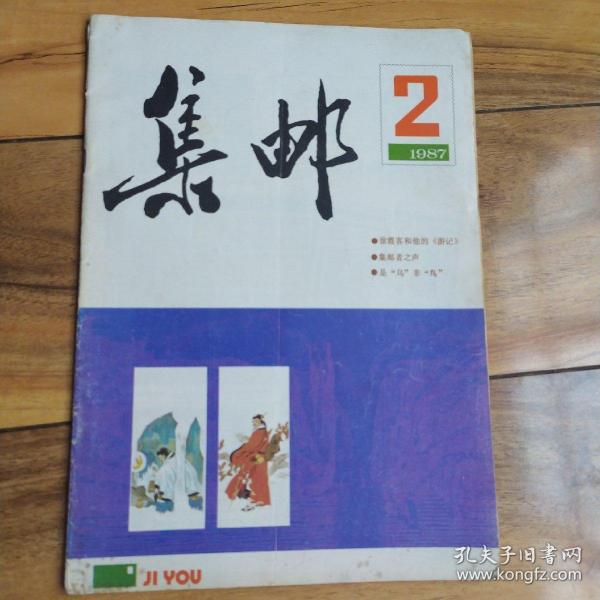 集邮
2
1987
●徐霞客和他的《游记》
●集邮者之声
●是“乌”非“鸟”
JI YOU
孔夫子旧书网
www.kongfz.com